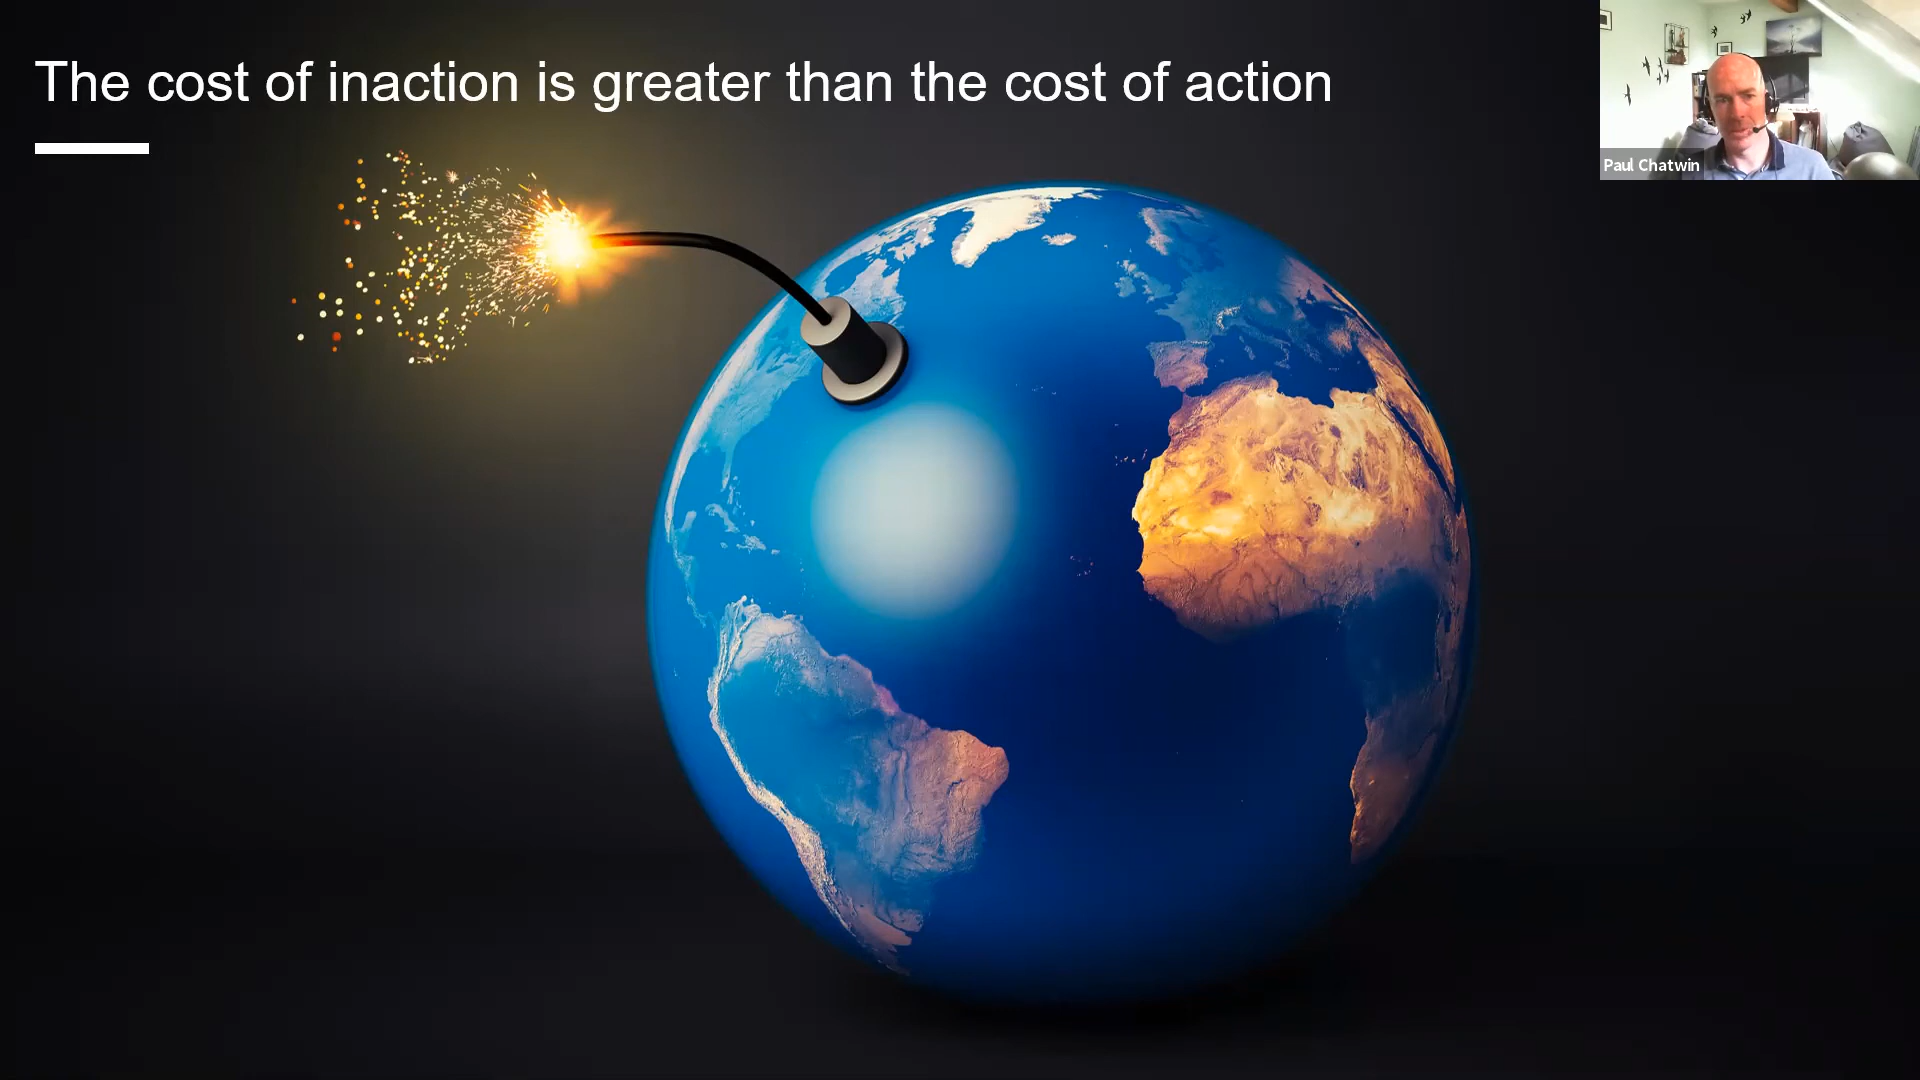 The cost of inaction is greater than the cost of action
Paul Chatwin